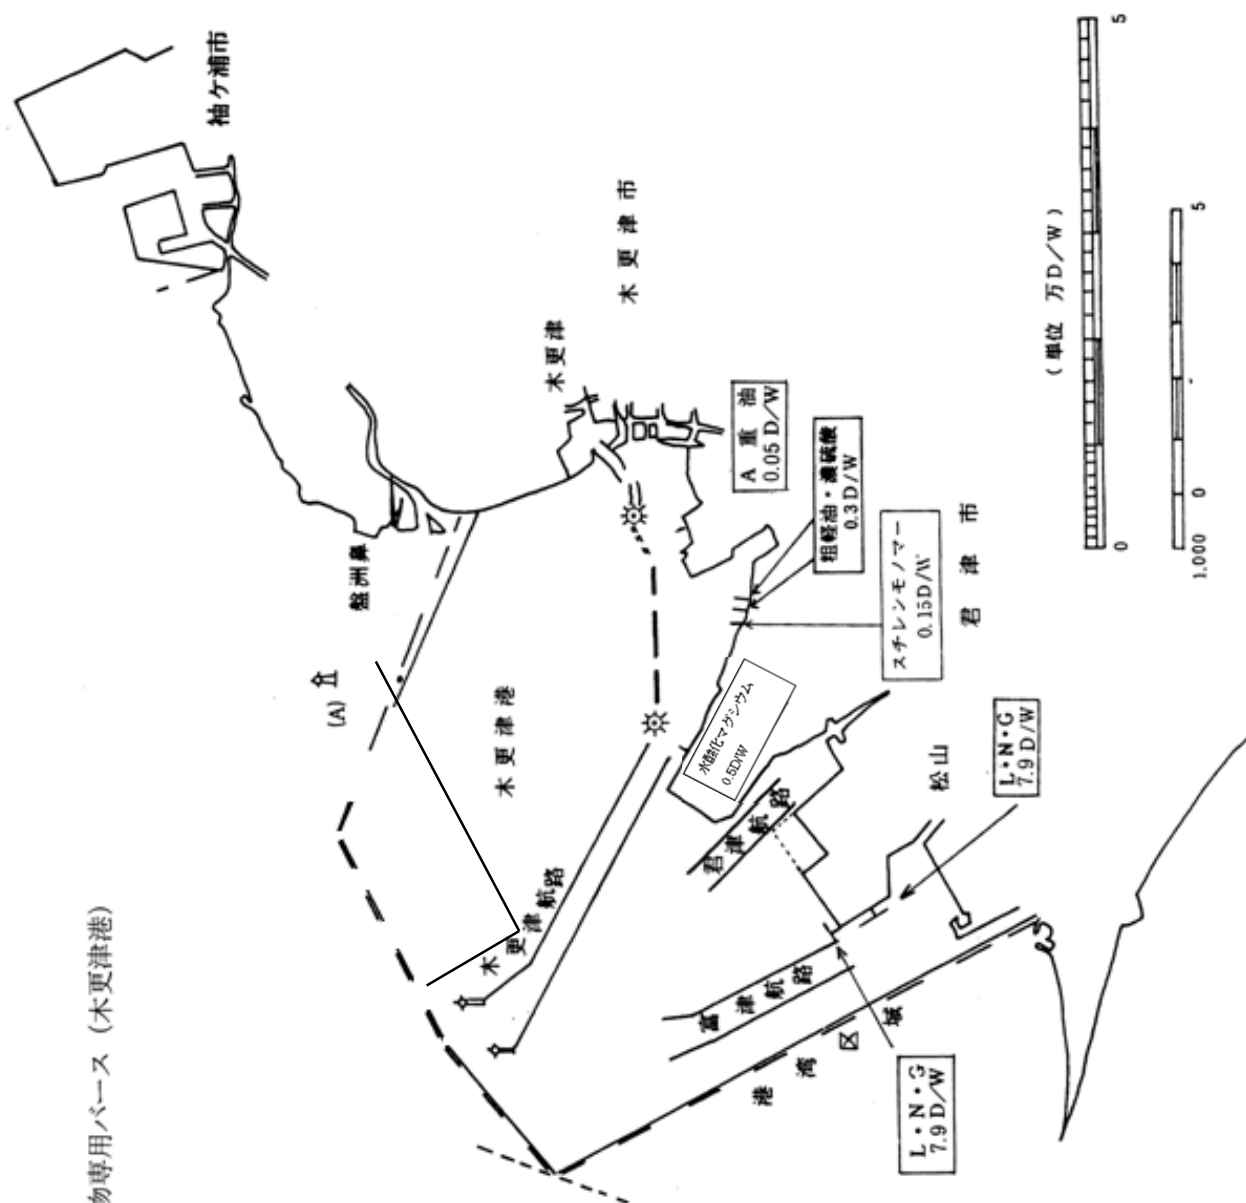 物専用バース (木更津港)
袖ケ浦市
木更津市
木更津
盤洲鼻
(A)
木更津港
木更津航路
A重油
0.05 D/W
粗軽油・濃硫酸
0.3 D/W
スチレンモノマー
0.15D/W
君津市
水酸化マグシウム
0.5D/W
君津航路
松山
L・N・G
7.9 D/W
富津航路
港湾区域
L・N・G
7.9 D/W
(単位 万D/W)
0
5
1.000
0
5